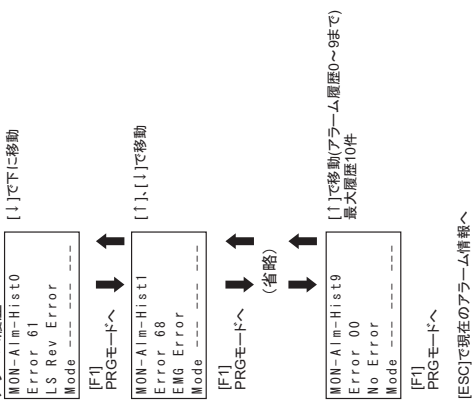 MON-Alm-Hist0
Error 61
LS Rev Error
Mode --- --- ---
[↓]で下に移動
[F1]
PRGモードへ
MON-Alm-Hist1
Error 68
EMG Error
Mode --- --- ---
[↑]、[↓]で移動
[F1]
PRGモードへ
(省略)
MON-Alm-Hist9
Error 00
No Error
Mode --- --- ---
[↑]で移動(アラーム履歴0～9まで)
最大履歴10件
[F1]
PRGモードへ
[ESC]で現在のアラーム情報へ